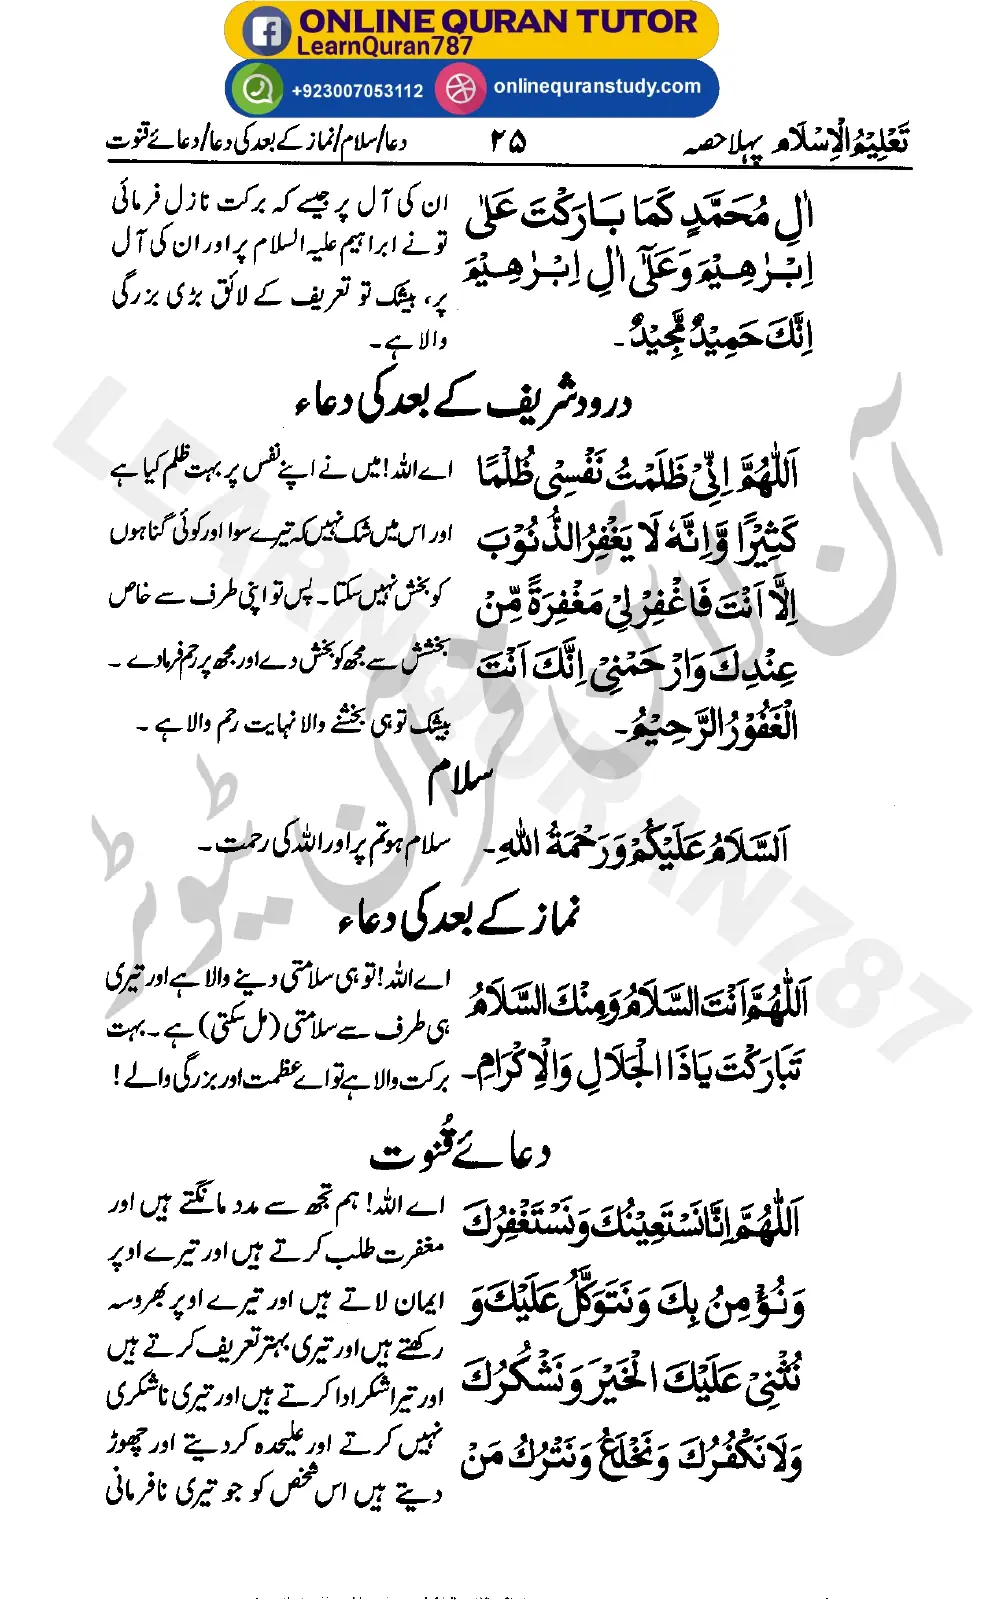 ONLINE QURAN TUTOR
LearnQuran787
+923007053112
onlinequranstudy.com
تَعْلِیْمُ الْاِسْلَام پہلا حصہ
۲۵
دعا/سلام/نماز کے بعد کی دعا/دعائے قنوت
اٰلِ مُحَمَّدٍ كَمَا بَارَكْتَ عَلٰۤی
اِبْرٰهِیْمَ وَعَلٰۤی اٰلِ اِبْرٰهِیْمَ
اِنَّكَ حَمِیْدٌ مَّجِیْدٌ۔
ان کی آل پر جیسے کہ برکت نازل فرمائی
تو نے ابراہیم علیہ السلام پر اور ان کی آل
پر، بیشک تو تعریف کے لائق بڑی بزرگی
والا ہے۔
درود شریف کے بعد کی دعاء
اَللّٰهُمَّ اِنِّیْ ظَلَمْتُ نَفْسِیْ ظُلْمًا
كَثِیْرًا وَّاِنَّهٗ لَا یَغْفِرُ الذُّنُوْبَ
اِلَّا اَنْتَ فَاغْفِرْ لِیْ مَغْفِرَةً مِّنْ
عِنْدِكَ وَارْحَمْنِیْ اِنَّكَ اَنْتَ
الْغَفُوْرُ الرَّحِیْمُ۔
اے اللہ! میں نے اپنے نفس پر بہت ظلم کیا ہے
اور اس میں شک نہیں کہ تیرے سوا اور کوئی گناہوں
کو بخش نہیں سکتا۔ پس تو اپنی طرف سے خاص
بخشش سے مجھ کو بخش دے اور مجھ پر رحم فرما دے۔
بیشک تو ہی بخشنے والا نہایت رحم والا ہے۔
سلام
اَلسَّلَامُ عَلَیْكُمْ وَرَحْمَةُ اللّٰهِ۔
سلام ہو تم پر اور اللہ کی رحمت۔
نماز کے بعد کی دعاء
اَللّٰهُمَّ اَنْتَ السَّلَامُ وَمِنْكَ السَّلَامُ
تَبَارَكْتَ یَاذَا الْجَلَالِ وَالْاِكْرَامِ۔
اے اللہ! تو ہی سلامتی دینے والا ہے اور تیری
ہی طرف سے سلامتی (مل سکتی) ہے۔ بہت
برکت والا ہے تو اے عظمت اور بزرگی والے!
دعائے قُنوت
اَللّٰهُمَّ اِنَّا نَسْتَعِیْنُكَ وَنَسْتَغْفِرُكَ
وَنُؤْمِنُ بِكَ وَنَتَوَكَّلُ عَلَیْكَ وَ
نُثْنِیْ عَلَیْكَ الْخَیْرَ وَنَشْكُرُكَ
وَلَا نَكْفُرُكَ وَنَخْلَعُ وَنَتْرُكُ مَنْ
اے اللہ! ہم تجھ سے مدد مانگتے ہیں اور
مغفرت طلب کرتے ہیں اور تیرے اوپر
ایمان لاتے ہیں اور تیرے اوپر بھروسہ
رکھتے ہیں اور تیری بہتر تعریف کرتے ہیں
اور تیرا شکر ادا کرتے ہیں اور تیری ناشکری
نہیں کرتے اور علیحدہ کر دیتے اور چھوڑ
دیتے ہیں اس شخص کو جو تیری نافرمانی
LEARNQURAN787
آن لائن قرآن ٹیوٹر